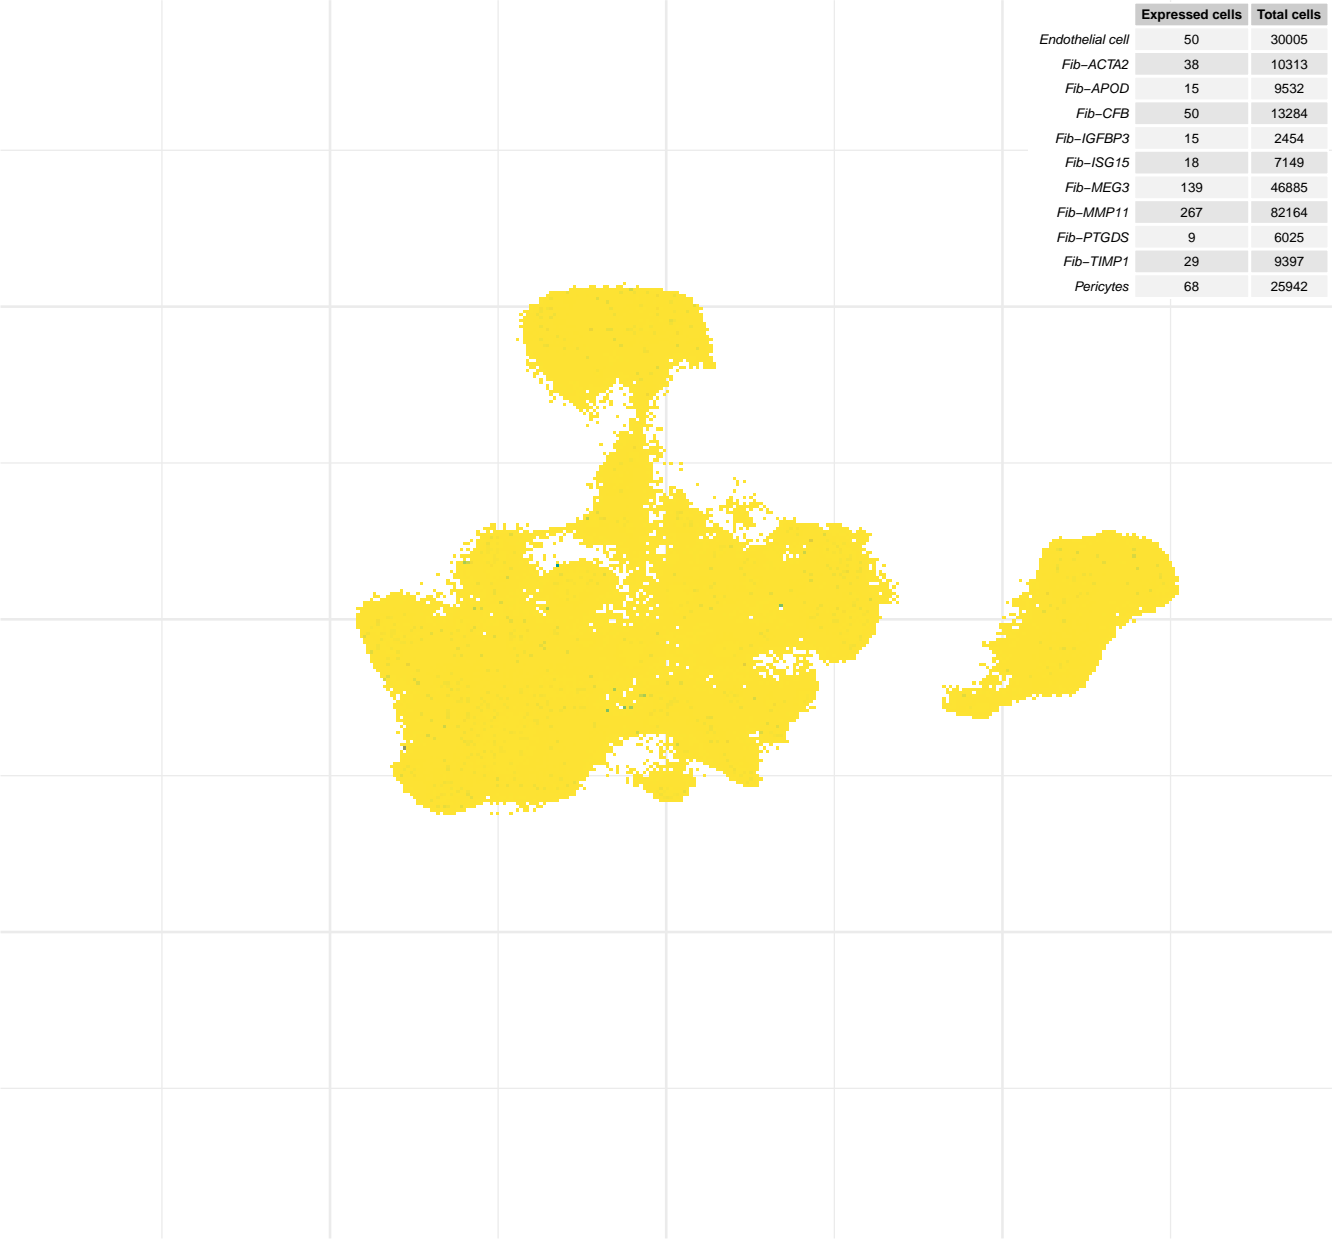 Expressed cells Total cells
Endothelial cell 50 30005
Fib−ACTA2 38 10313
Fib−APOD 15 9532
Fib−CFB 50 13284
Fib−IGFBP3 15 2454
Fib−ISG15 18 7149
Fib−MEG3 139 46885
Fib−MMP11 267 82164
Fib−PTGDS 9 6025
Fib−TIMP1 29 9397
Pericytes 68 25942